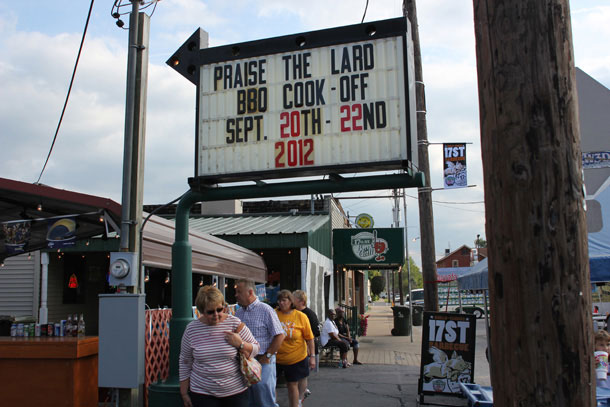 PRAISE THE LARD
BBQ COOK-OFF
SEPT. 20TH - 22ND
2012
17ST
17ST